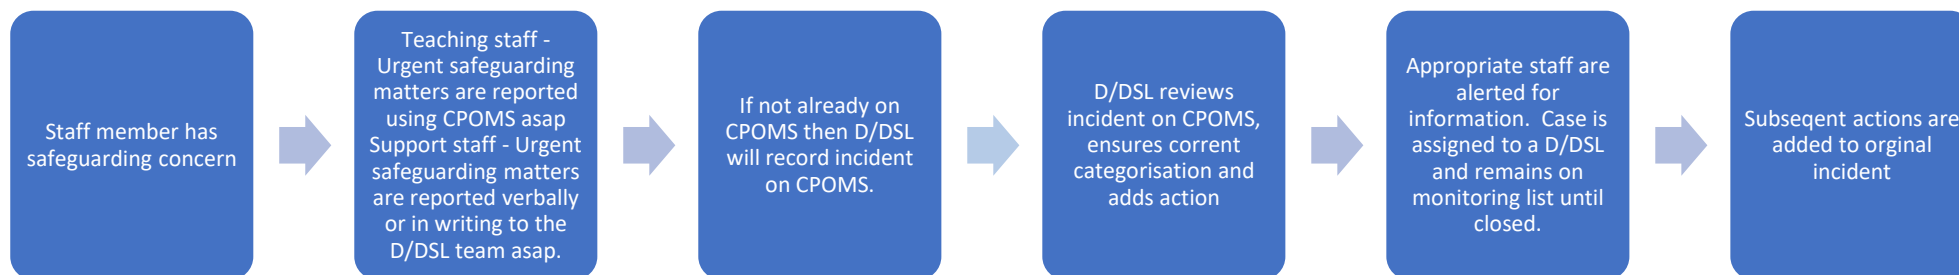 Staff member has
safeguarding concern
Teaching staff -
Urgent safeguarding
matters are reported
using CPOMS asap
Support staff - Urgent
safeguarding matters
are reported verbally
or in writing to the
D/DSL team asap.
If not already on
CPOMS then D/DSL
will record incident
on CPOMS.
D/DSL reviews
incident on CPOMS,
ensures corrent
categorisation and
adds action
Appropriate staff are
alerted for
information.  Case is
assigned to a D/DSL
and remains on
monitoring list until
closed.
Subseqent actions are
added to orginal
incident